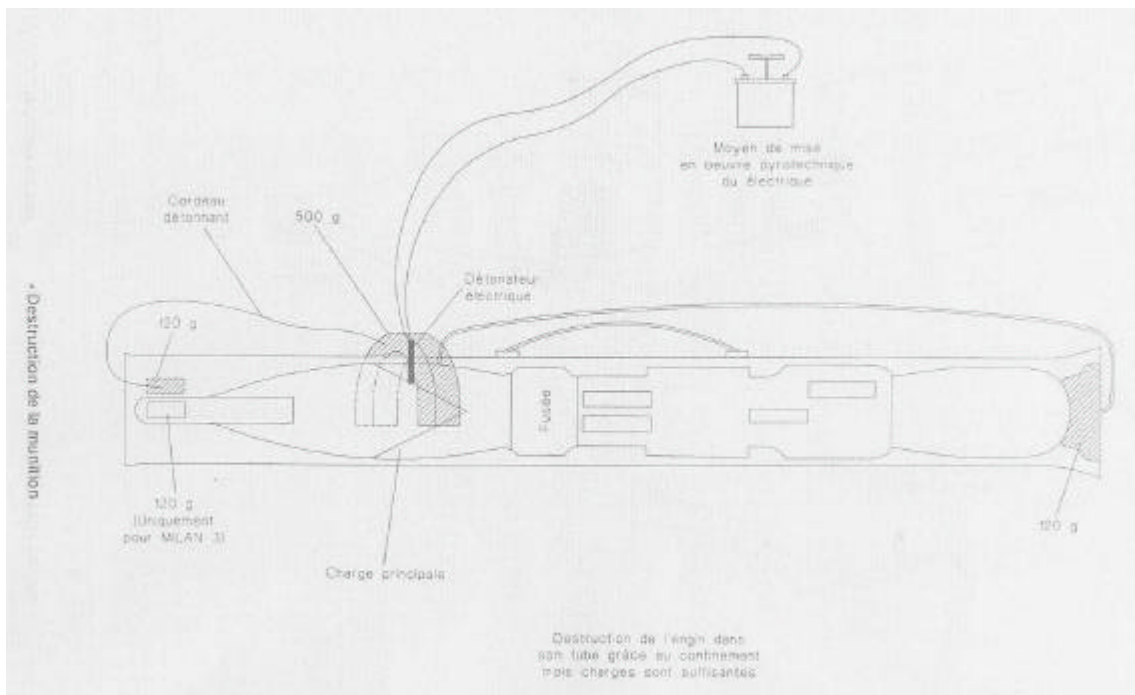 Moyen de mise
en oeuvre pyrotechnique
ou électrique
Cordeau
détonnant
500 g
Détonateur
électrique
120 g
• Destruction de la munition
Fusée
120 g
(Uniquement
pour MILAN 3)
120 g
Charge principale
Destruction de l'engin dans
son tube grâce au confinement
trois charges sont suffisantes